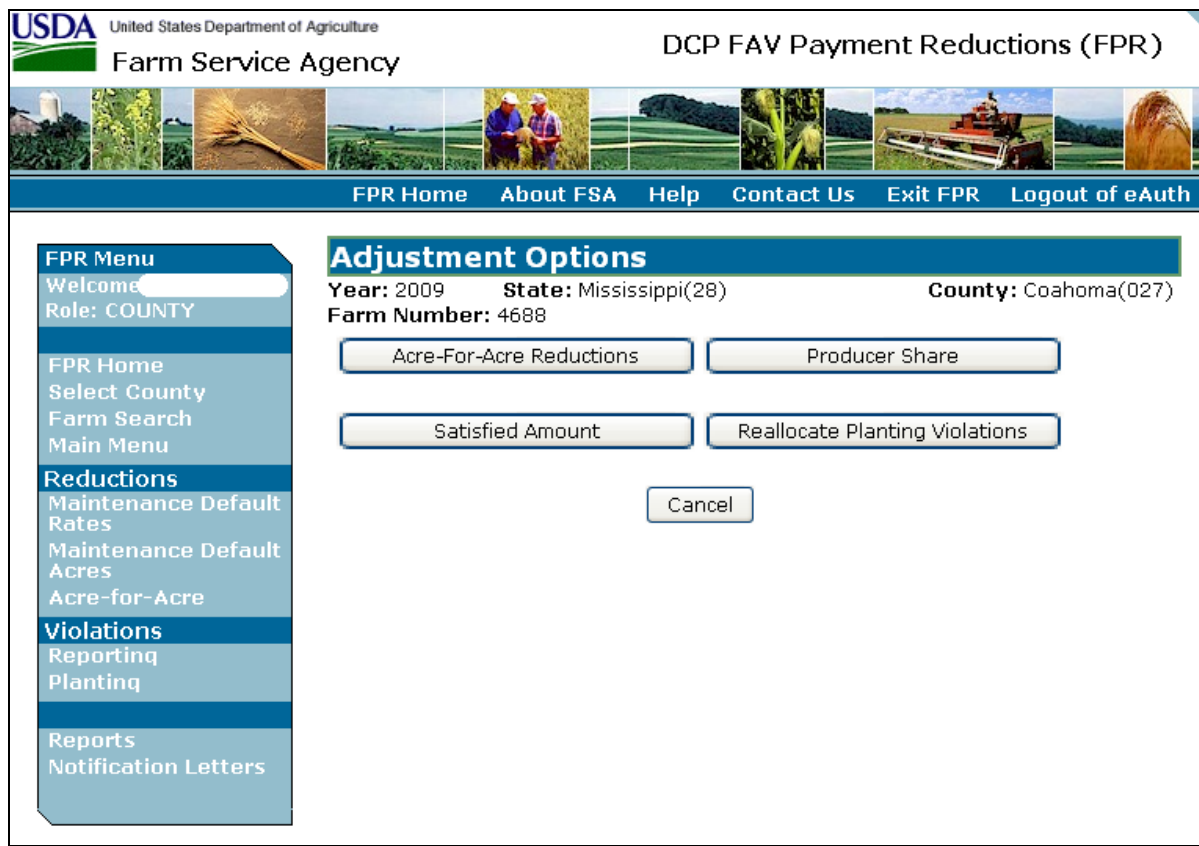 USDA United States Department of Agriculture
Farm Service Agency
DCP FAV Payment Reductions (FPR)
FPR Home About FSA Help Contact Us Exit FPR Logout of eAuth
FPR Menu
Welcome
Role: COUNTY
FPR Home
Select County
Farm Search
Main Menu
Reductions
Maintenance Default
Rates
Maintenance Default
Acres
Acre-for-Acre
Violations
Reporting
Planting
Reports
Notification Letters
Adjustment Options
Year: 2009 State: Mississippi(28) County: Coahoma(027)
Farm Number: 4688
Acre-For-Acre Reductions Producer Share
Satisfied Amount Reallocate Planting Violations
Cancel